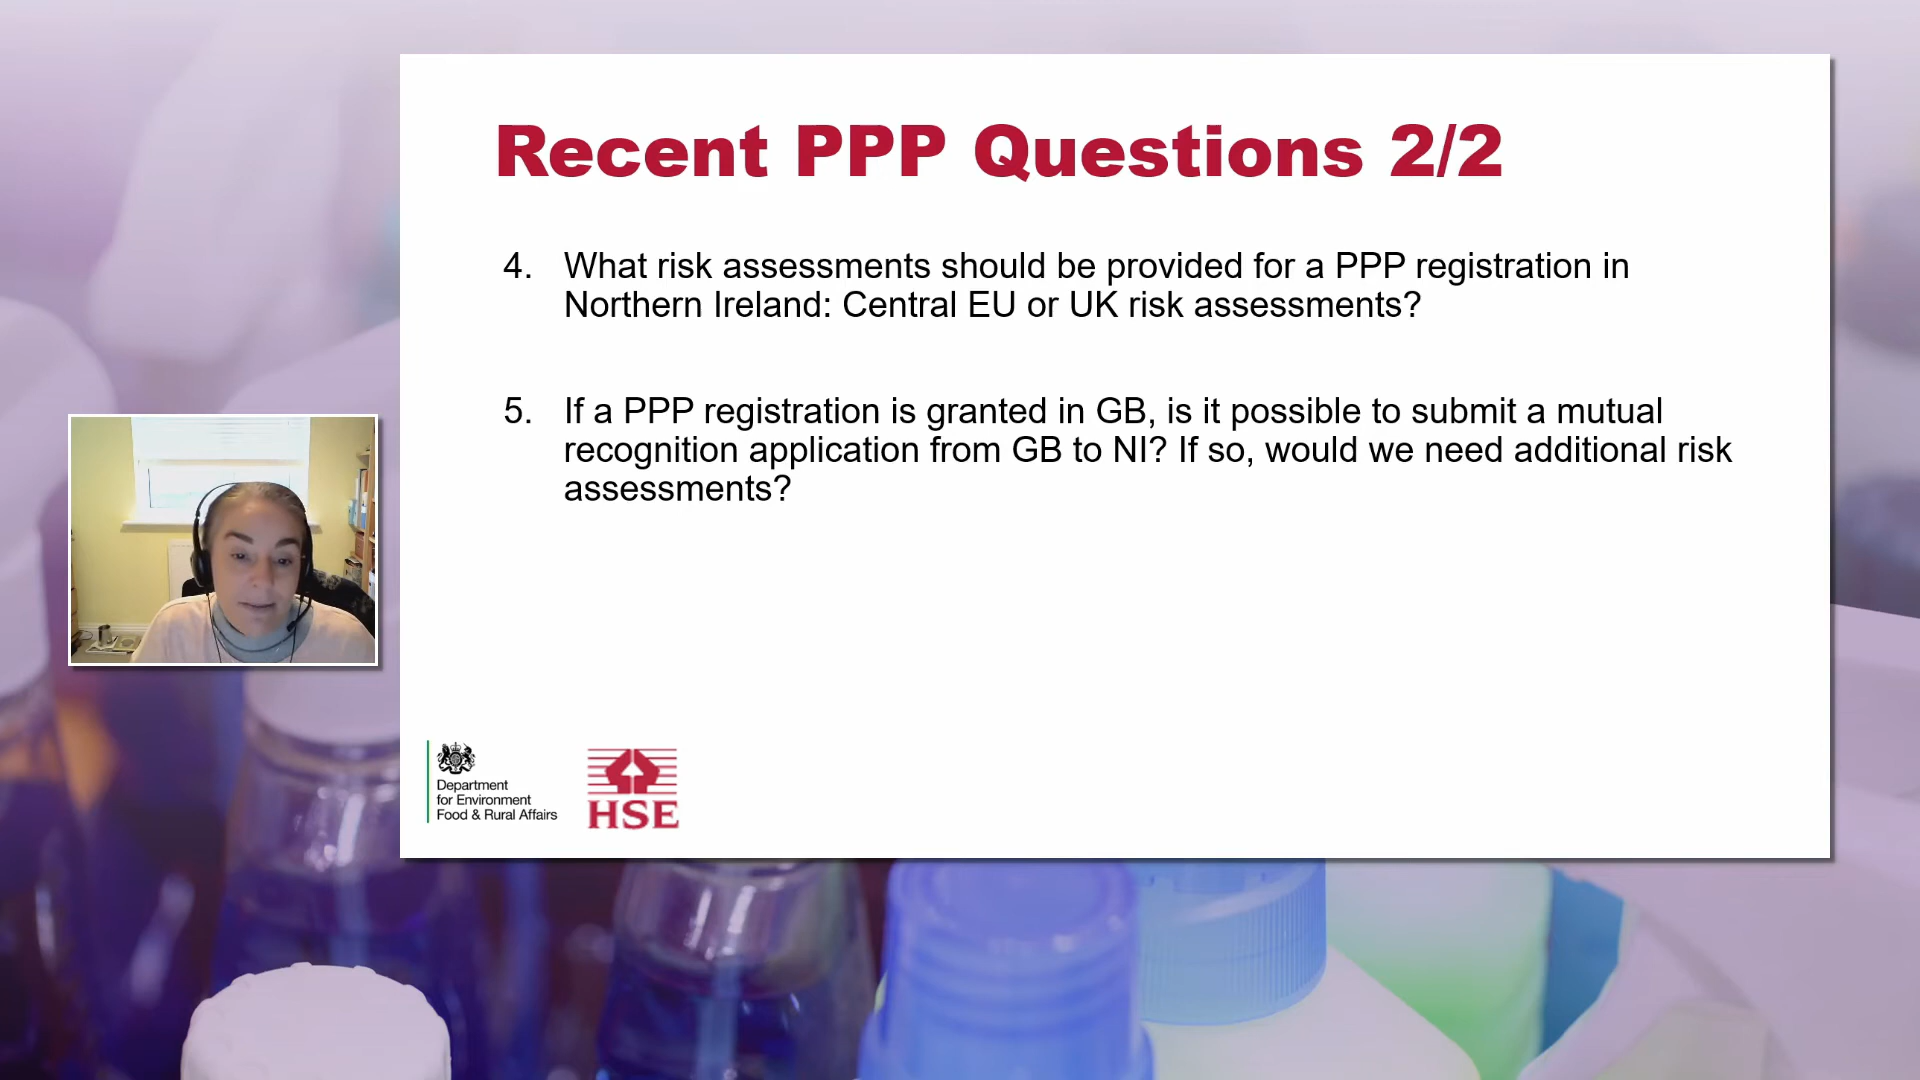 Recent PPP Questions 2/2
4. What risk assessments should be provided for a PPP registration in
Northern Ireland: Central EU or UK risk assessments?
5. If a PPP registration is granted in GB, is it possible to submit a mutual
recognition application from GB to NI? If so, would we need additional risk
assessments?
Department
for Environment
Food & Rural Affairs
HSE